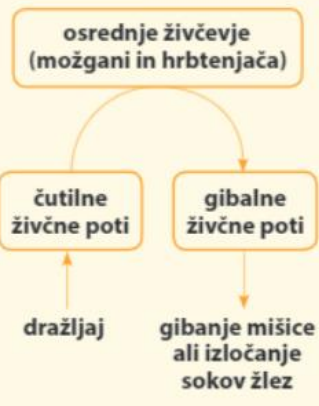 osrednje živčevje
(možgani in hrbtenjača)
čutilne
živčne poti
gibalne
živčne poti
dražljaj
gibanje mišice
ali izločanje
sokov žlez